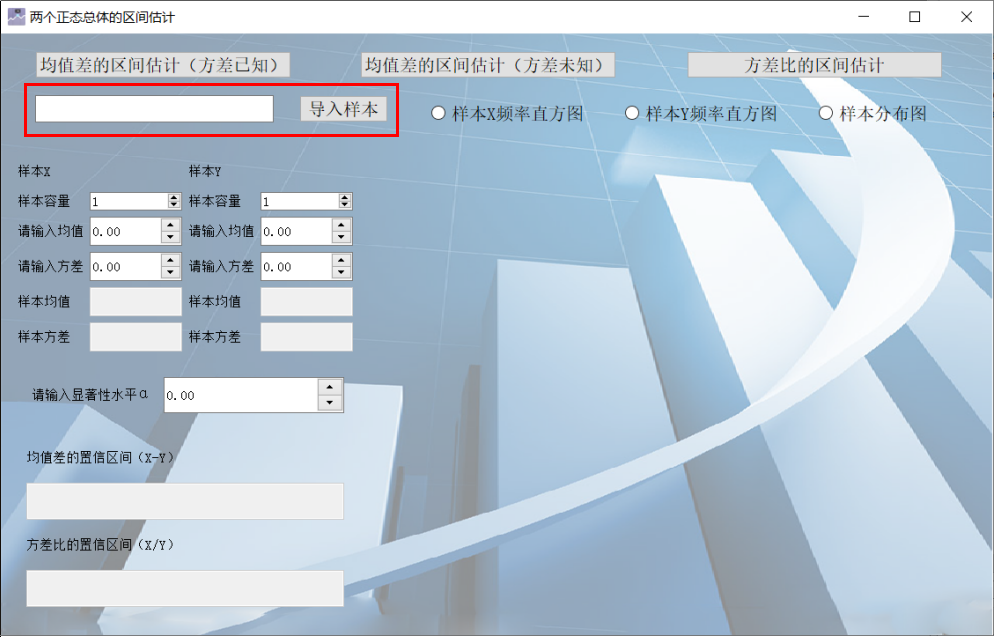 两个正态总体的区间估计
均值差的区间估计（方差已知） 均值差的区间估计（方差未知） 方差比的区间估计
导入样本 样本X频率直方图 样本Y频率直方图 样本分布图
样本X 样本Y
样本容量 1 样本容量 1
请输入均值 0.00 请输入均值 0.00
请输入方差 0.00 请输入方差 0.00
样本均值 样本均值
样本方差 样本方差
请输入显著性水平α 0.00
均值差的置信区间（X-Y）
方差比的置信区间（X/Y）